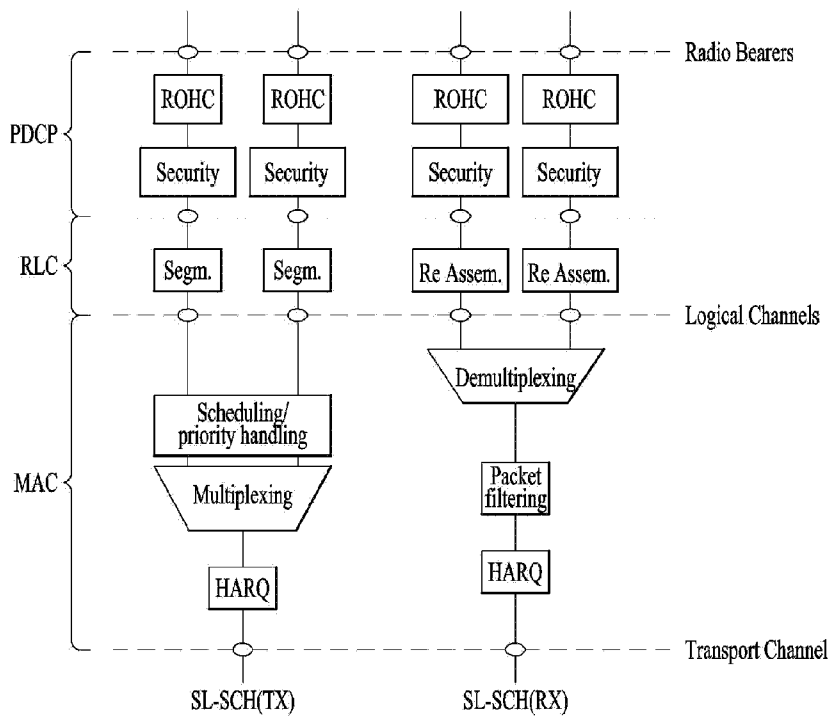 Radio Bearers
ROHC
ROHC
ROHC
ROHC
PDCP
Security
Security
Security
Security
RLC
Segm.
Segm.
Re Assem.
Re Assem.
Logical Channels
Demultiplexing
Scheduling/
priority handling
MAC
Multiplexing
Packet
filtering
HARQ
HARQ
Transport Channel
SL-SCH(TX)
SL-SCH(RX)